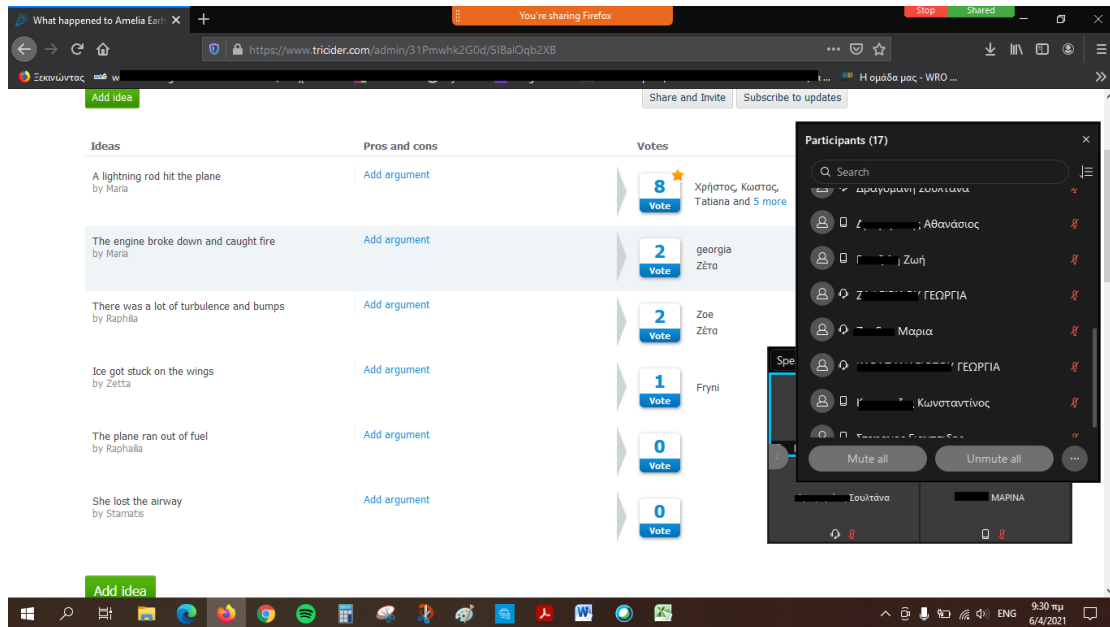 What happened to Amelia Earh
You're sharing Firefox
Stop Shared
https://www.tricider.com/admin/31Pmwhk2G0d/5IBalOqb2XB
Ξεκινώντας
Η ομάδα μας - WRO ...
Add idea
Share and Invite Subscribe to updates
Ideas Pros and cons Votes
A lightning rod hit the plane Add argument
by Maria
8 Χρήστος, Κωστας,
Vote Tatiana and 5 more
The engine broke down and caught fire Add argument
by Maria
2 georgia
Vote Ζέτα
There was a lot of turbulence and bumps Add argument
by Raphilia
2 Zoe
Vote Ζέτα
Ice got stuck on the wings Add argument
by Zetta
1 Fryni
Vote
The plane ran out of fuel Add argument
by Raphailia
0
Vote
She lost the airway Add argument
by Stamatis
0
Vote
Add idea
Participants (17)
Search
Δραγομάνη Σουλτάνα
Αθανάσιος
Ζωή
ΓΕΩΡΓΙΑ
Μαρια
ΓΕΩΡΓΙΑ
Κωνσταντίνος
Mute all Unmute all
Spe
Σουλτάνα
ΜΑΡΙΝΑ
ENG
9:30 πμ
6/4/2021